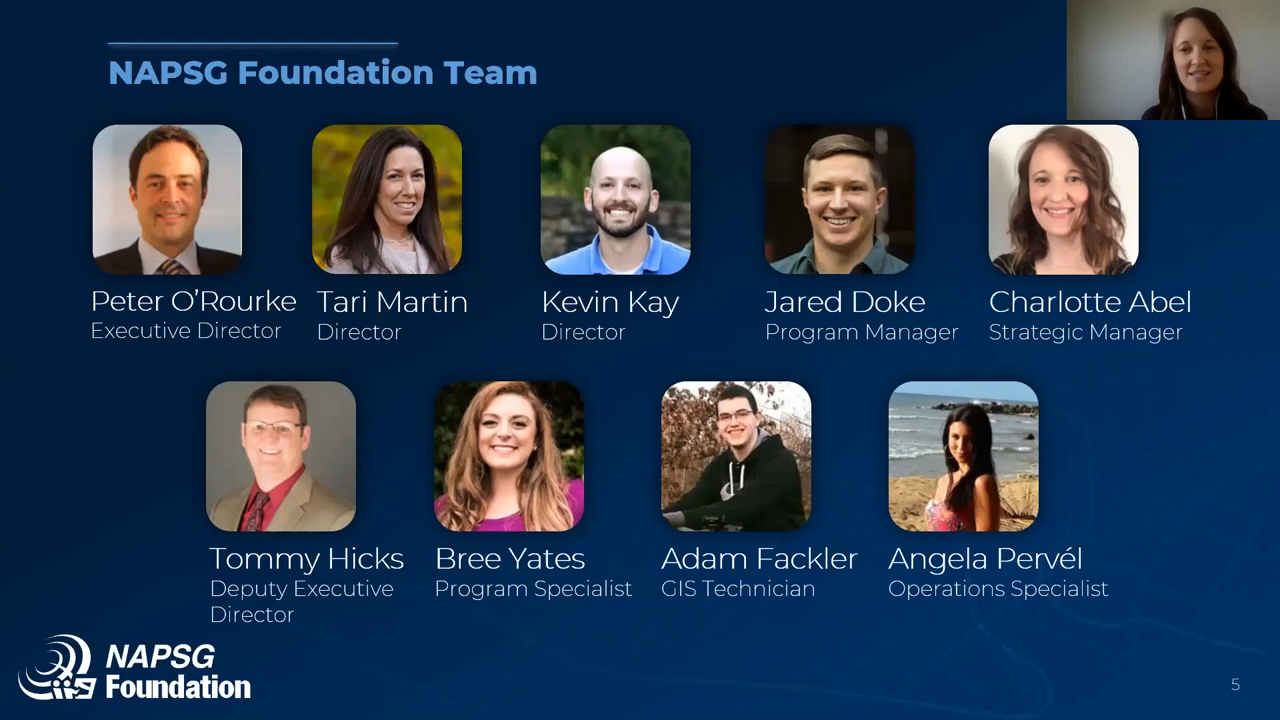 NAPSG Foundation Team
Peter O’Rourke
Executive Director
Tari Martin
Director
Kevin Kay
Director
Jared Doke
Program Manager
Charlotte Abel
Strategic Manager
Tommy Hicks
Deputy Executive
Director
Bree Yates
Program Specialist
Adam Fackler
GIS Technician
Angela Pervél
Operations Specialist
NAPSG
Foundation
5